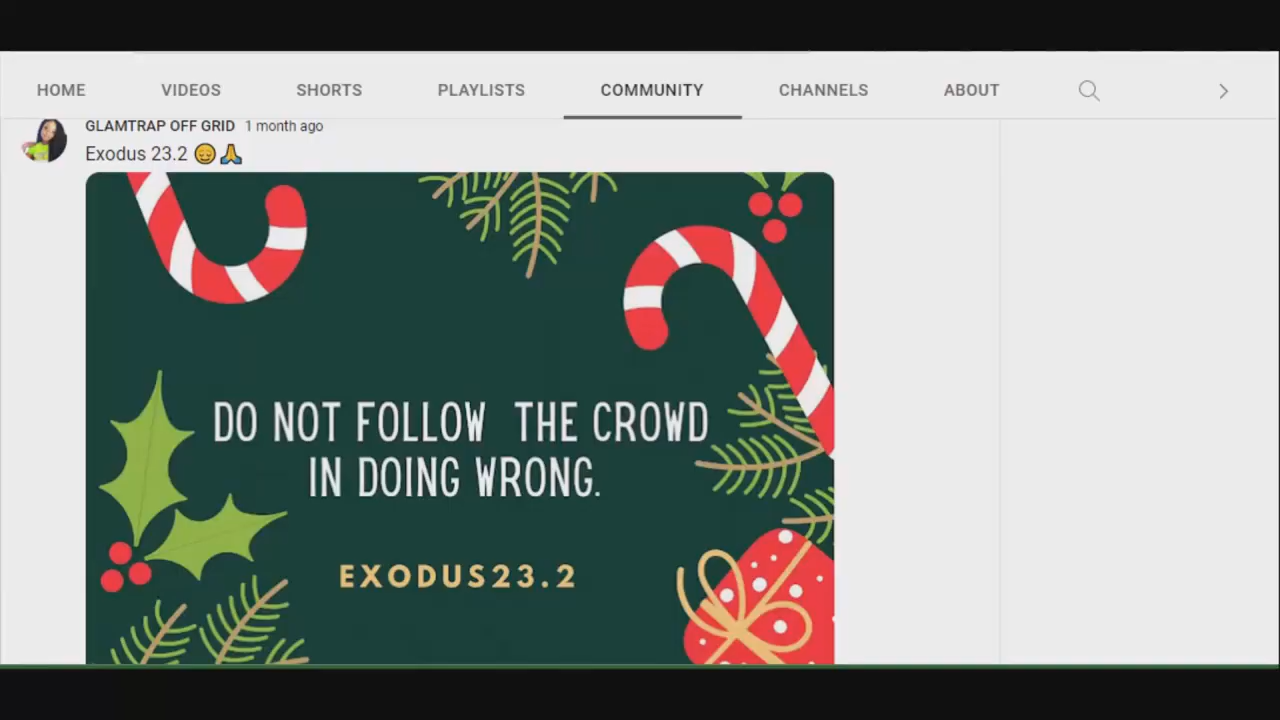 HOME VIDEOS SHORTS PLAYLISTS COMMUNITY CHANNELS ABOUT
GLAMTRAP OFF GRID 1 month ago
Exodus 23.2 😌🙏
DO NOT FOLLOW THE CROWD
IN DOING WRONG.
EXODUS23.2